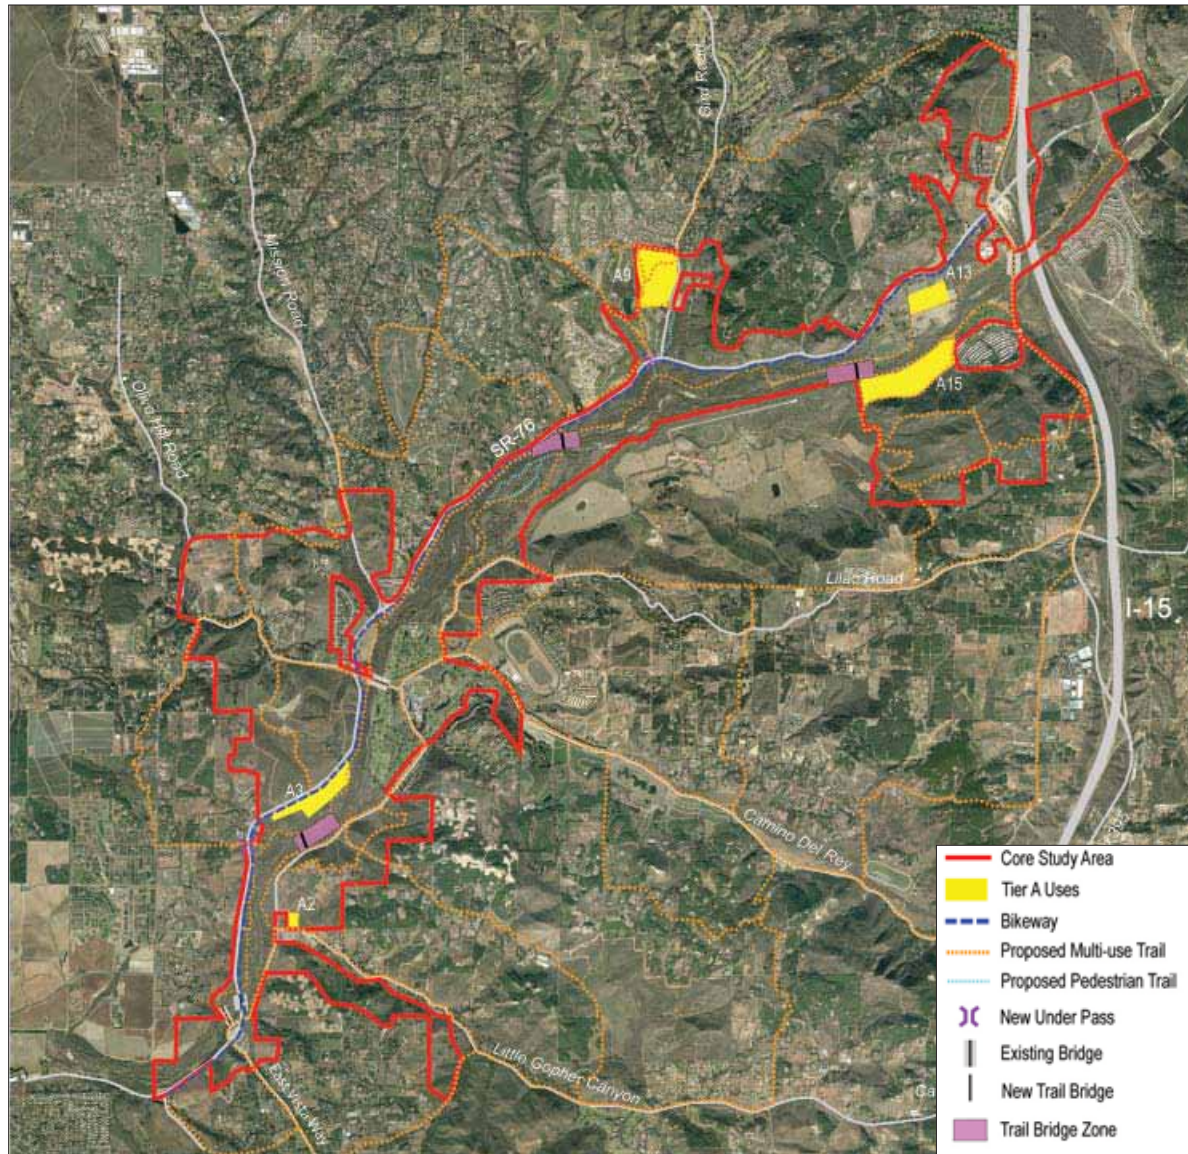 Gird Road
Mission Road
A9
A13
Olive Hill Road
A15
SR-76
Lilac Road
I-15
A3
Camino Del Rey
A2
Little Gopher Canyon
East Vista Way
Core Study Area
Tier A Uses
Bikeway
Proposed Multi-use Trail
Proposed Pedestrian Trail
New Under Pass
Existing Bridge
New Trail Bridge
Trail Bridge Zone